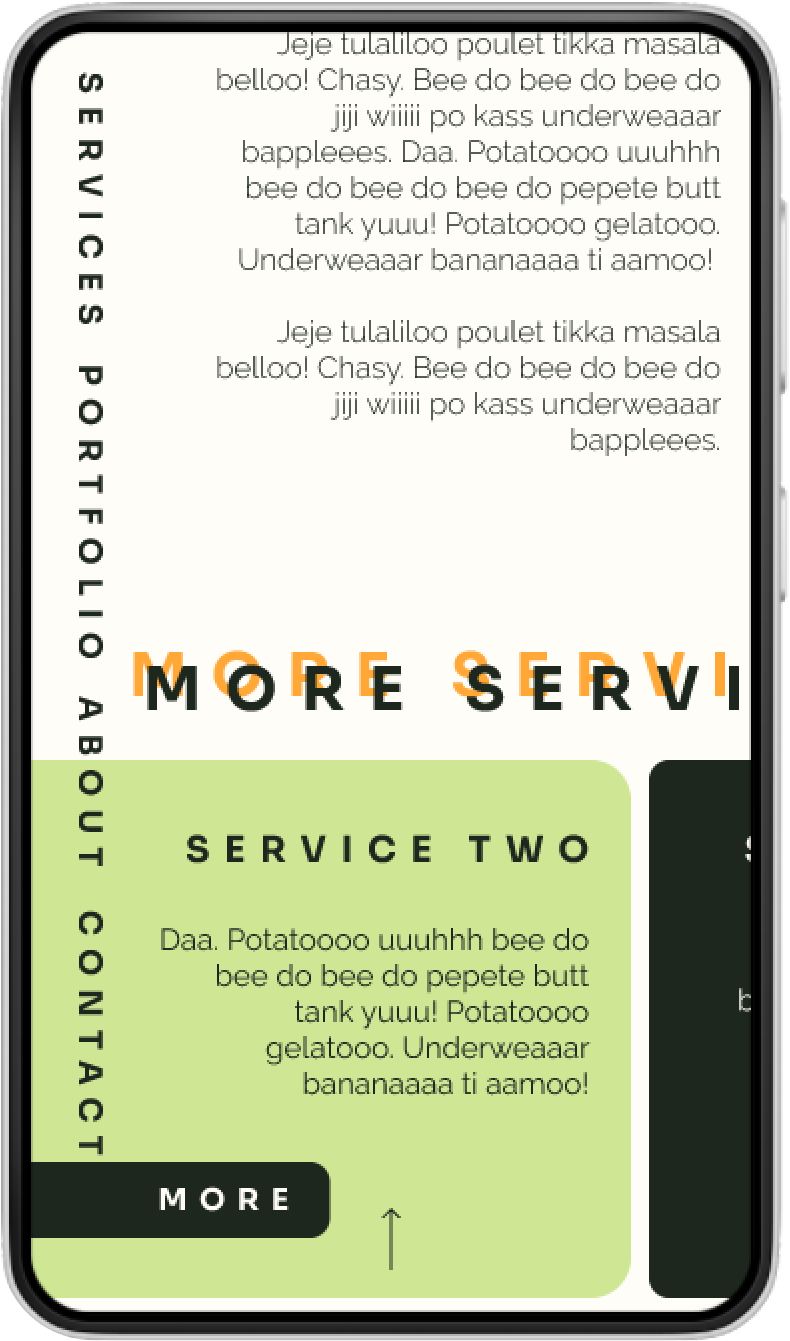 SERVICES PORTFOLIO ABOUT CONTACT
Jeje tulaliloo poulet tikka masala
belloo! Chasy. Bee do bee do bee do
jiji wiiiii po kass underweaaar
bappleees. Daa. Potatoooo uuuhhh
bee do bee do bee do pepete butt
tank yuuu! Potatoooo gelatooo.
Underweaaar bananaaaa ti aamoo!
Jeje tulaliloo poulet tikka masala
belloo! Chasy. Bee do bee do bee do
jiji wiiiii po kass underweaaar
bappleees.
MORE SERVI
SERVICE TWO
Daa. Potatoooo uuuhhh bee do
bee do bee do pepete butt
tank yuuu! Potatoooo
gelatooo. Underweaaar
bananaaaa ti aamoo!
MORE